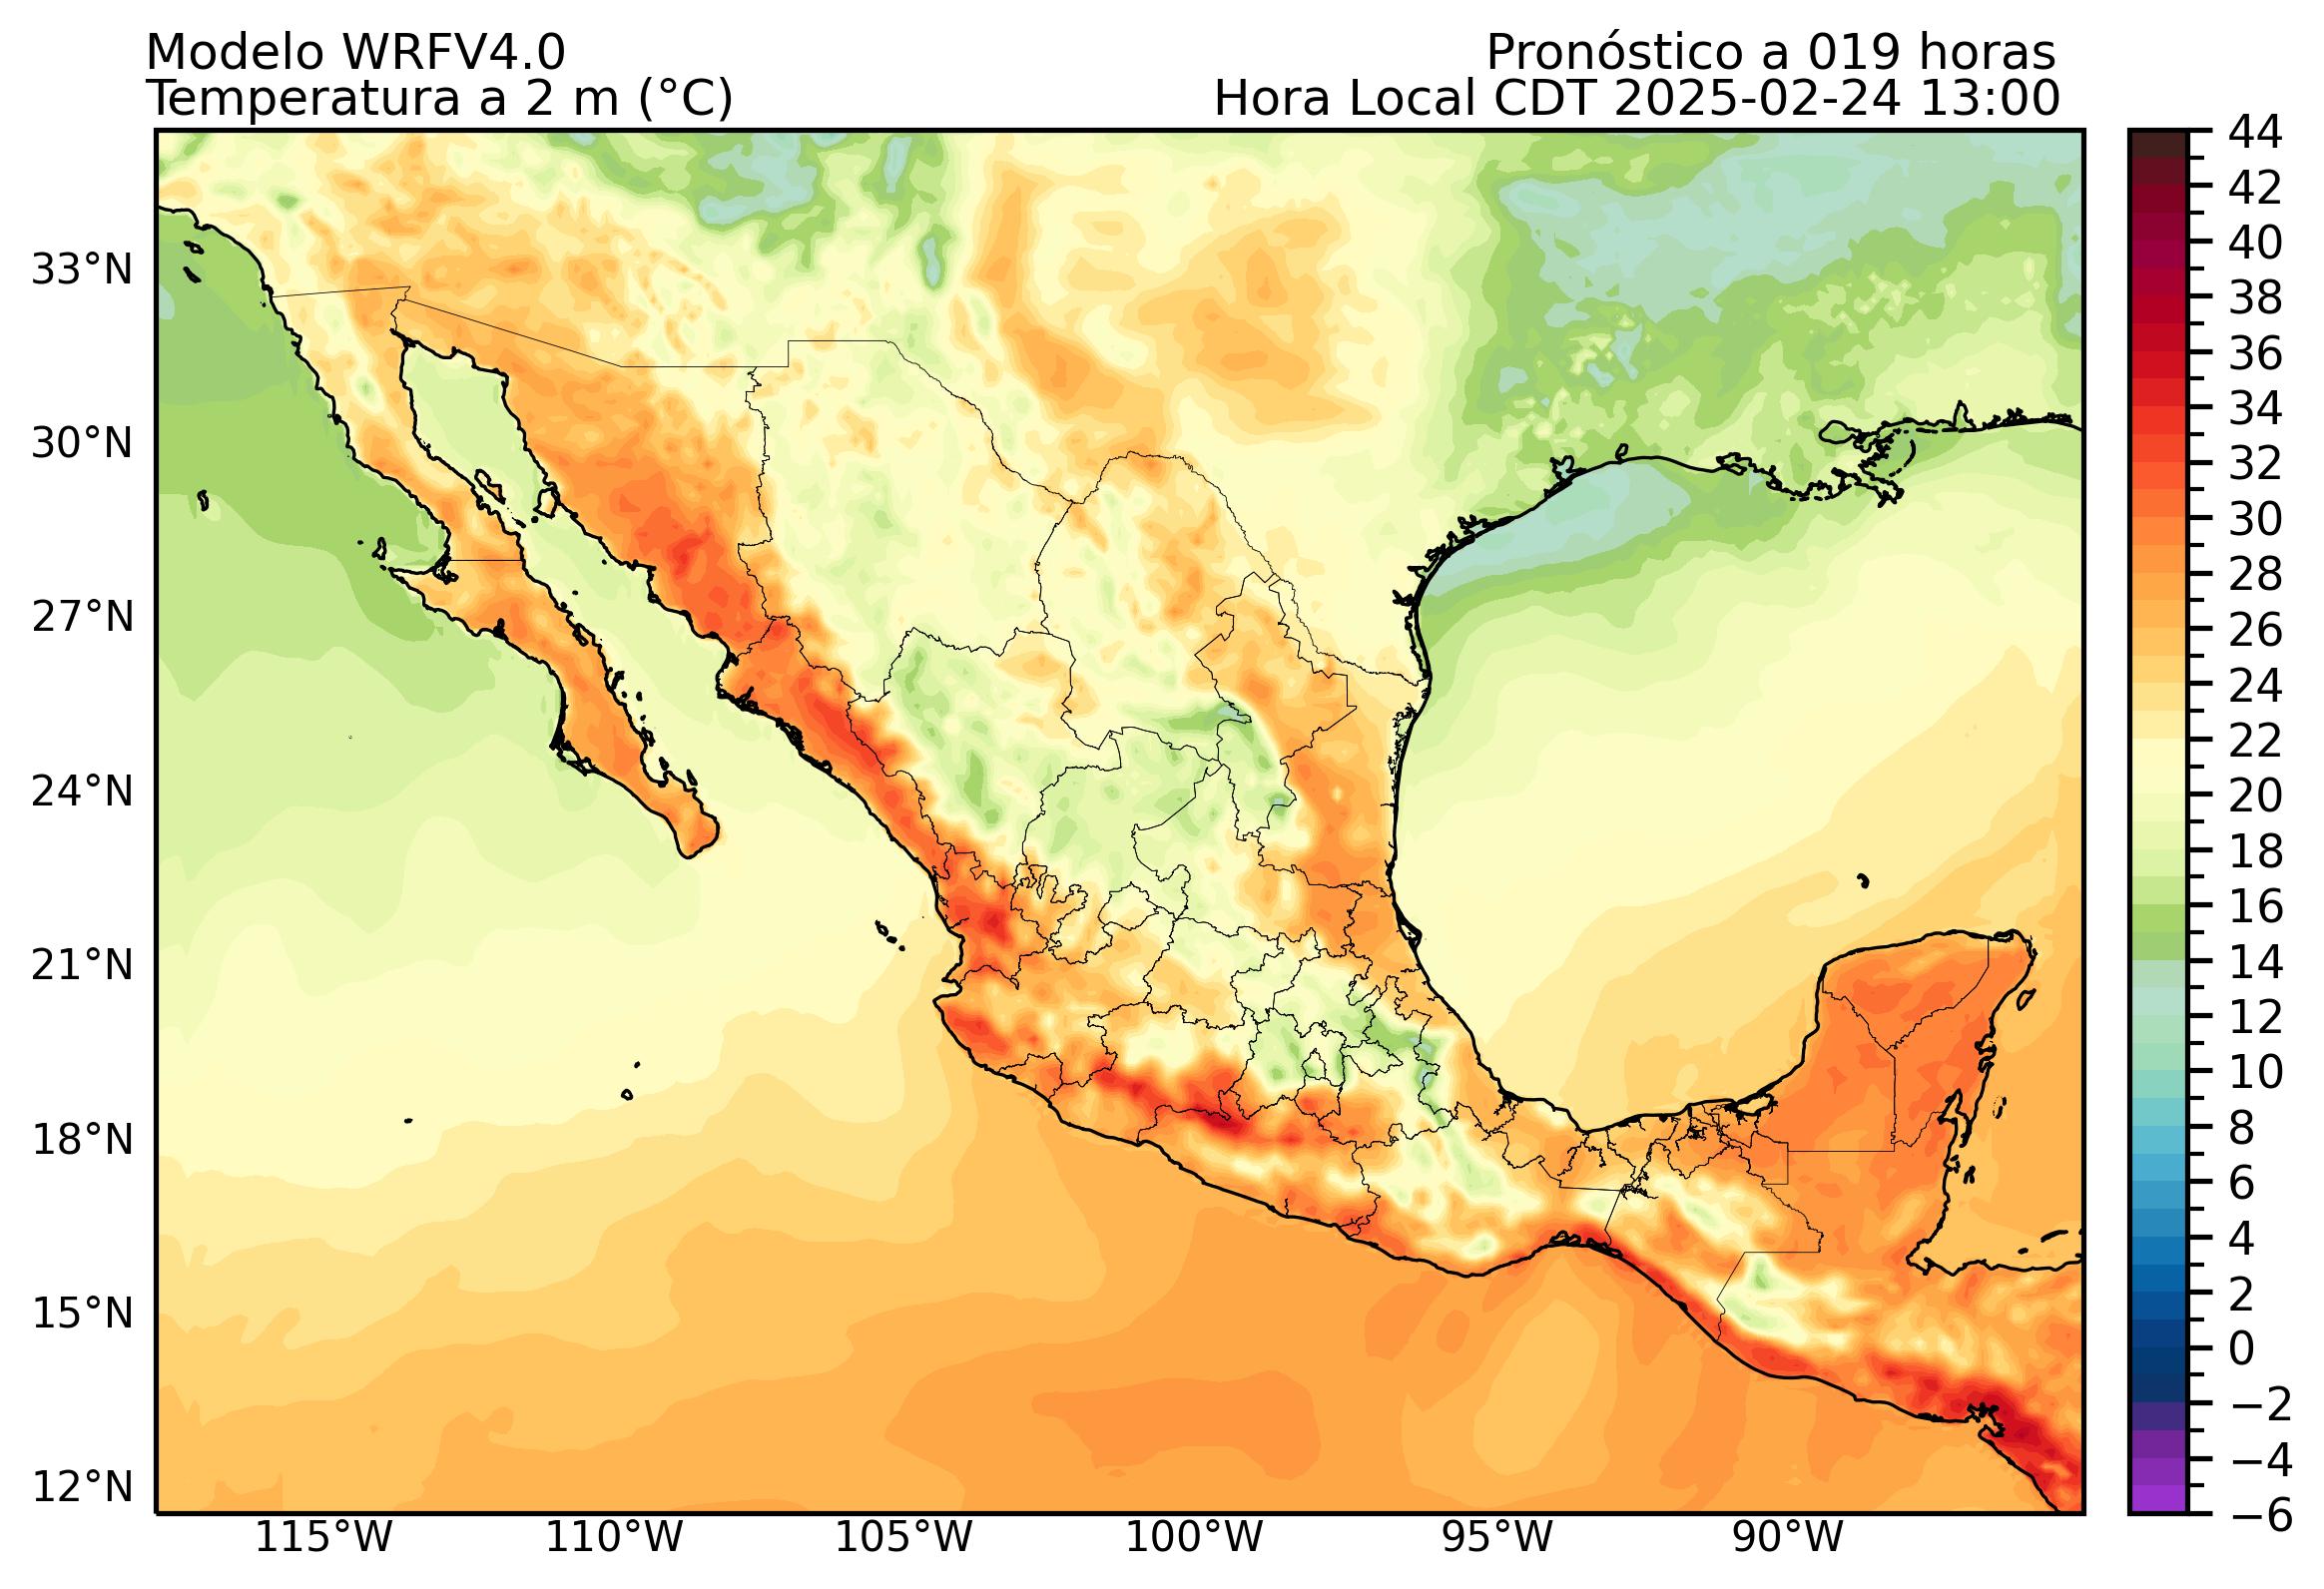 Modelo WRFV4.0
Pronóstico a 019 horas
Temperatura a 2 m (°C)
Hora Local CDT 2025-02-24 13:00
44
42
40
38
36
34
32
30
28
26
24
22
20
18
16
14
12
10
8
6
4
2
0
−2
−4
−6
33°N
30°N
27°N
24°N
21°N
18°N
15°N
12°N
115°W
110°W
105°W
100°W
95°W
90°W